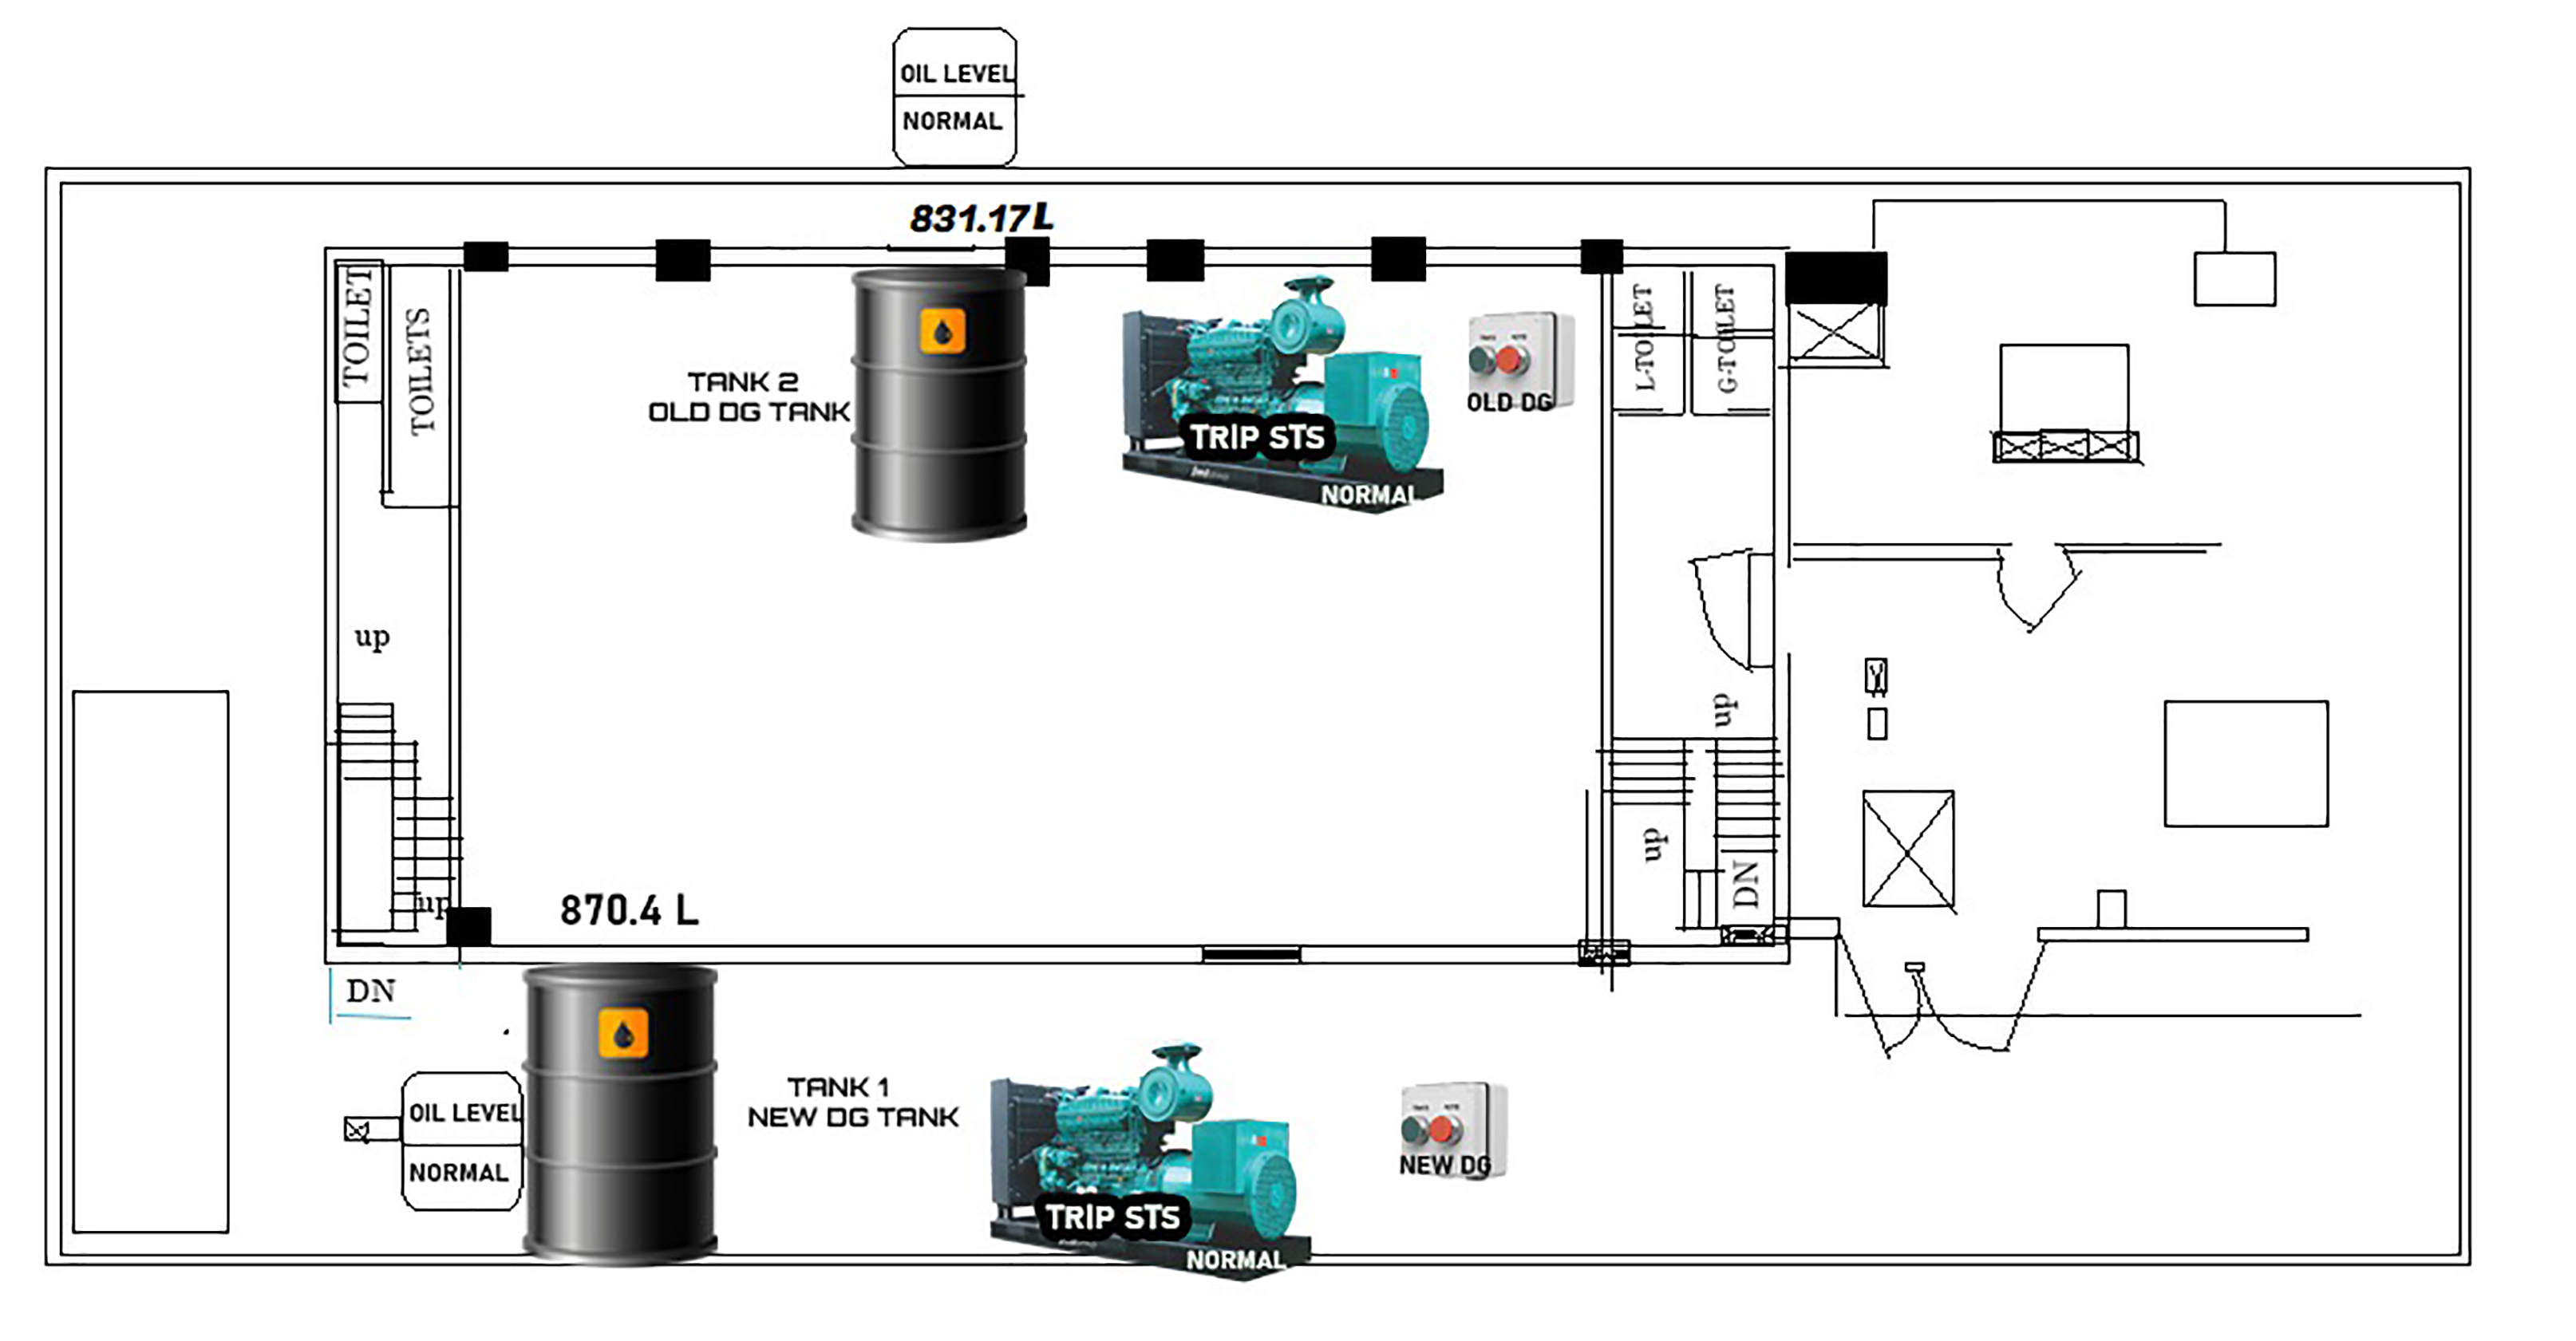 OIL LEVEL
NORMAL
831.17L
TOILET
TOILETS
TANK 2
OLD DG TANK
TRIP STS
NORMAL
OLD DG
L-TOILET
G-TOILET
up
up
up
up
DN
870.4 L
DN
OIL LEVEL
NORMAL
TANK 1
NEW DG TANK
TRIP STS
NORMAL
NEW DG